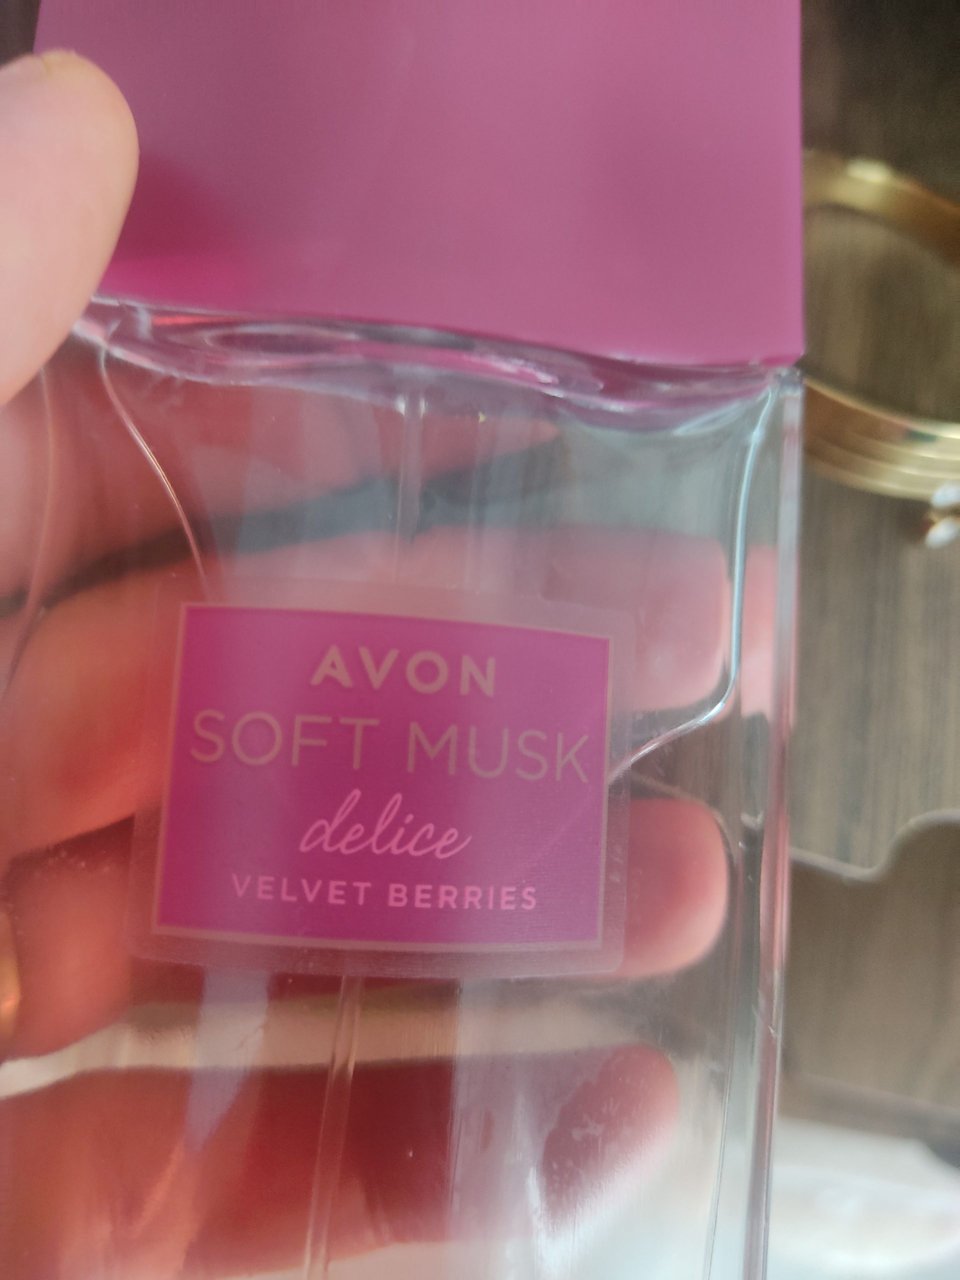 AVON
SOFT MUSK
delice
VELVET BERRIES